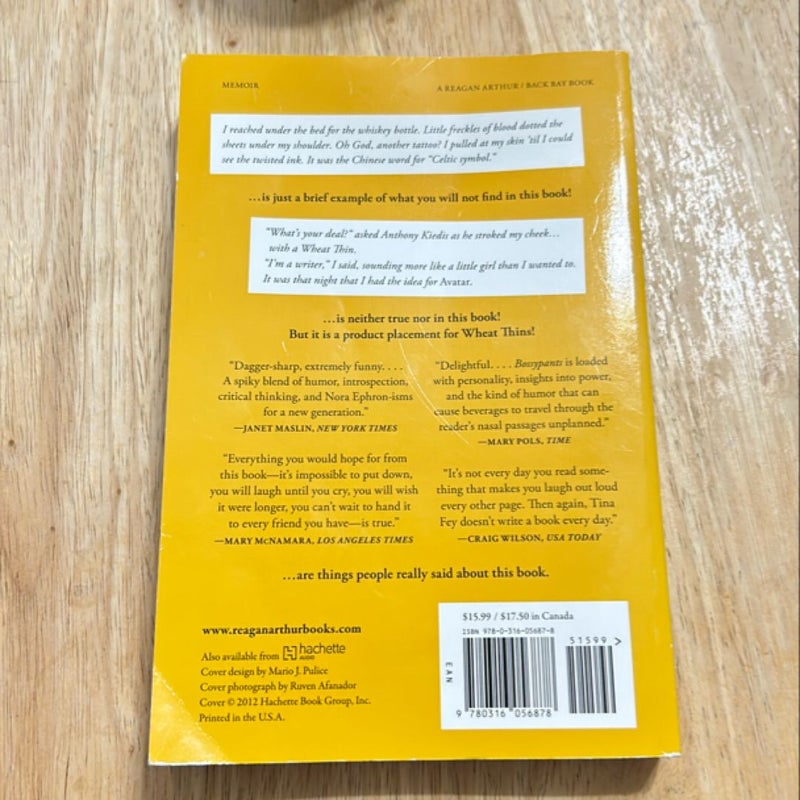 MEMOIR
A REAGAN ARTHUR / BACK BAY BOOK
I reached under the bed for the whiskey bottle. Little freckles of blood dotted the
sheets under my shoulder. Oh God, another tattoo? I pulled at my skin 'til I could
see the twisted ink. It was the Chinese word for "Celtic symbol."
…is just a brief example of what you will not find in this book!
"What's your deal?" asked Anthony Kiedis as he stroked my cheek…
with a Wheat Thin.
"I'm a writer," I said, sounding more like a little girl than I wanted to.
It was that night that I had the idea for Avatar.
…is neither true nor in this book!
But it is a product placement for Wheat Thins!
"Dagger-sharp, extremely funny. . . .
A spiky blend of humor, introspection,
critical thinking, and Nora Ephron-isms
for a new generation."
—JANET MASLIN, NEW YORK TIMES
"Delightful. . . . Bossypants is loaded
with personality, insights into power,
and the kind of humor that can
cause beverages to travel through the
reader's nasal passages unplanned."
—MARY POLS, TIME
"Everything you would hope for from
this book—it's impossible to put down,
you will laugh until you cry, you will wish
it were longer, you can't wait to hand it
to every friend you have—is true."
—MARY McNAMARA, LOS ANGELES TIMES
"It's not every day you read some-
thing that makes you laugh out loud
every other page. Then again, Tina
Fey doesn't write a book every day."
—CRAIG WILSON, USA TODAY
…are things people really said about this book.
www.reaganarthurbooks.com
Also available from hachette AUDIO
Cover design by Mario J. Pulice
Cover photograph by Ruven Afanador
Cover © 2012 Hachette Book Group, Inc.
Printed in the U.S.A.
$15.99 / $17.50 in Canada
ISBN 978-0-316-05687-8
51599 >
EAN
9 780316 056878